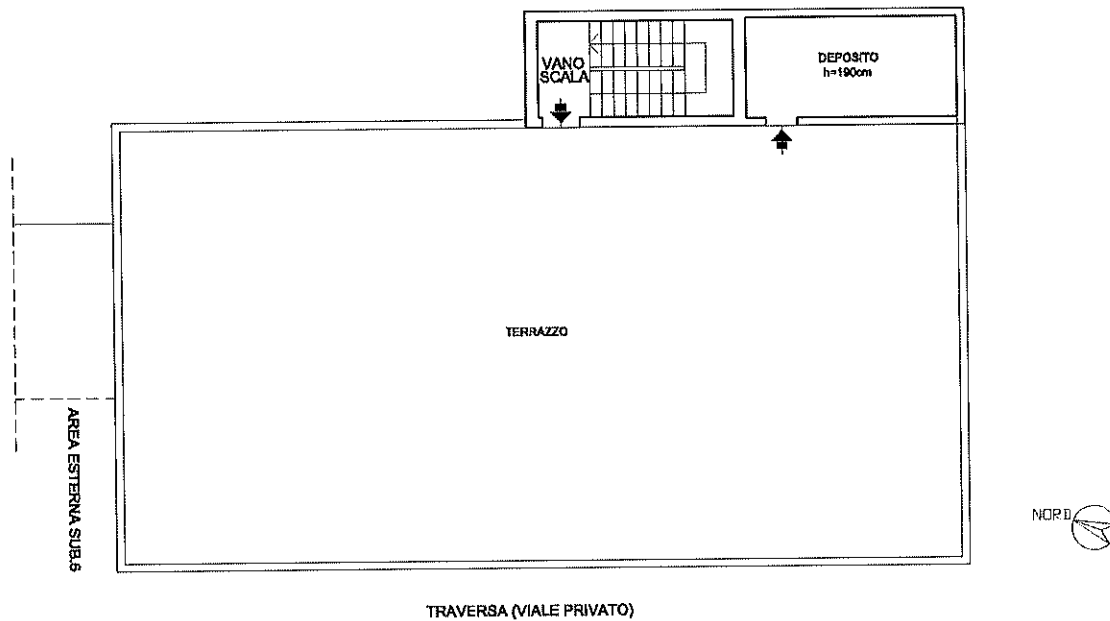 VANO
SCALA
DEPOSITO
h=190cm
TERRAZZO
AREA ESTERNA SUB.6
NORD
TRAVERSA (VIALE PRIVATO)